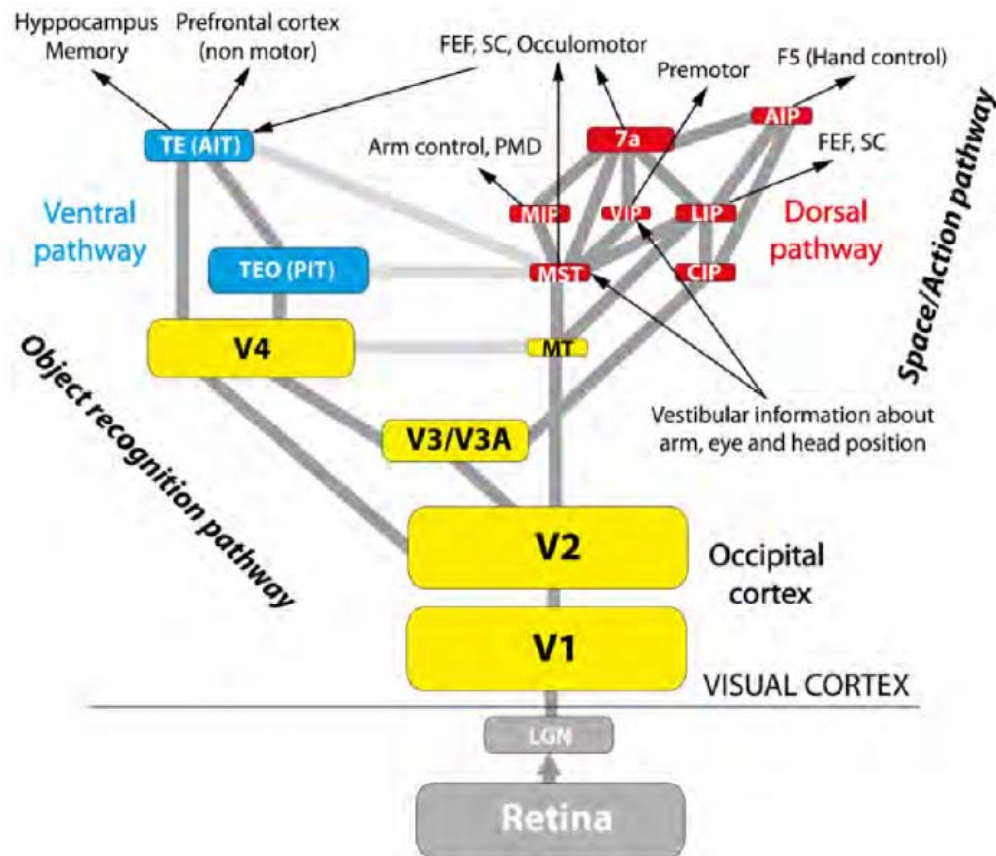 Hyppocampus
Memory
Prefrontal cortex
(non motor)
FEF, SC, Occulomotor
F5 (Hand control)
Premotor
AIP
TE (AIT)
7a
Arm control, PMD
FEF, SC
Space/Action pathway
Ventral
pathway
MIP
VIP
LIP
Dorsal
pathway
TEO (PIT)
MST
CIP
V4
MT
Object recognition pathway
V3/V3A
Vestibular information about
arm, eye and head position
V2
Occipital
cortex
V1
VISUAL CORTEX
LGN
Retina